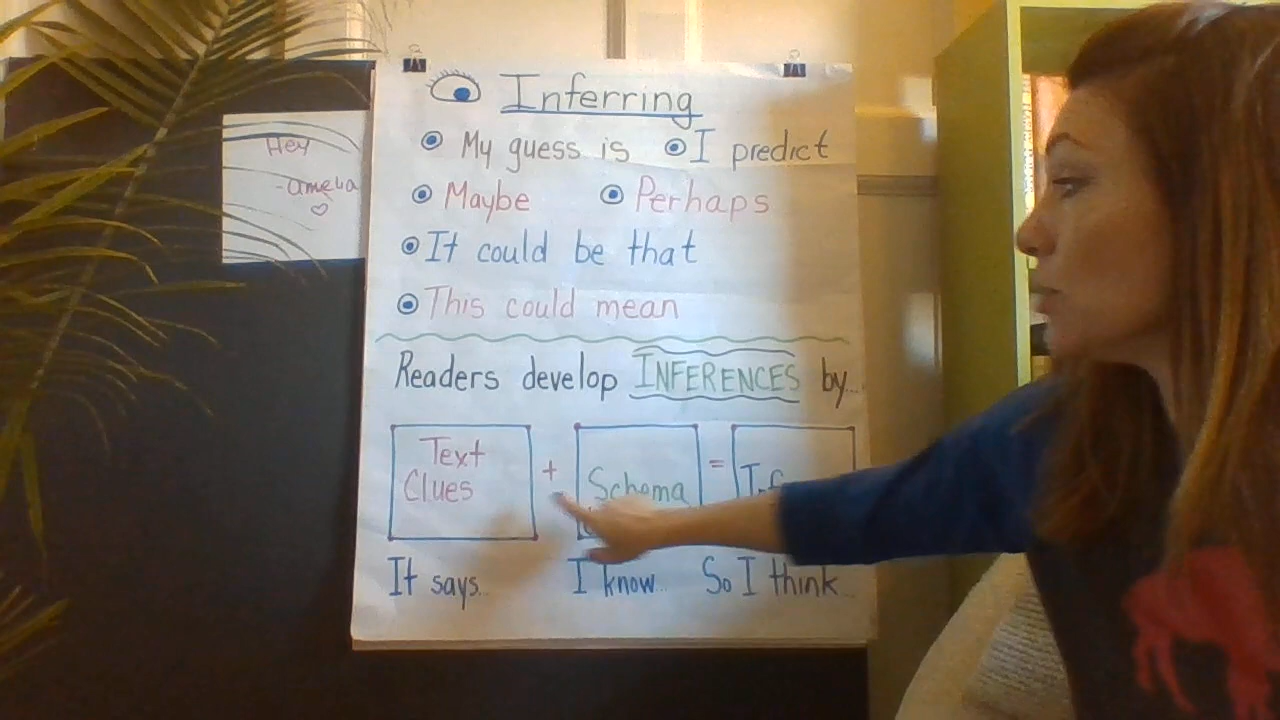 Inferring
My guess is
I predict
Maybe
Perhaps
It could be that
This could mean
Readers develop INFERENCES by...
Text
Clues
+
Schema
=
It says...
I know...
So I think...
Hey
-amelia